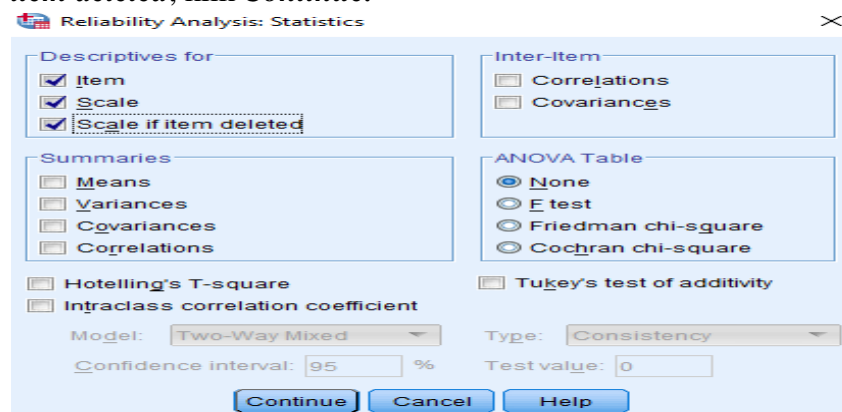 item deleted, klik Continue.
Reliability Analysis: Statistics
Descriptives for
Item
Scale
Scale if item deleted
Inter-Item
Correlations
Covariances
Summaries
Means
Variances
Covariances
Correlations
ANOVA Table
None
F test
Friedman chi-square
Cochran chi-square
Hotelling's T-square
Tukey's test of additivity
Intraclass correlation coefficient
Model: Two-Way Mixed Type: Consistency
Confidence interval: 95 % Test value: 0
Continue Cancel Help